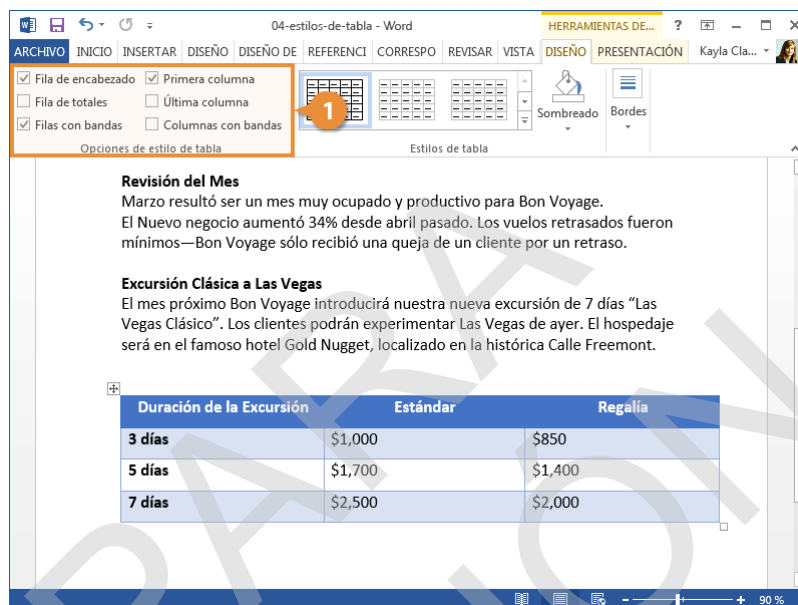 04-estilos-de-tabla - Word
HERRAMIENTAS DE... ?
ARCHIVO INICIO INSERTAR DISEÑO DISEÑO DE REFERENCI CORRESPO REVISAR VISTA DISEÑO PRESENTACIÓN Kayla Cla...
Fila de encabezado Primera columna
Fila de totales Última columna
Filas con bandas Columnas con bandas
Opciones de estilo de tabla
1
Sombreado Bordes
Estilos de tabla
Revisión del Mes
Marzo resultó ser un mes muy ocupado y productivo para Bon Voyage.
El Nuevo negocio aumentó 34% desde abril pasado. Los vuelos retrasados fueron
mínimos—Bon Voyage sólo recibió una queja de un cliente por un retraso.
Excursión Clásica a Las Vegas
El mes próximo Bon Voyage introducirá nuestra nueva excursión de 7 días “Las
Vegas Clásico”. Los clientes podrán experimentar Las Vegas de ayer. El hospedaje
será en el famoso hotel Gold Nugget, localizado en la histórica Calle Freemont.
Duración de la Excursión Estándar Regalía
3 días $1,000 $850
5 días $1,700 $1,400
7 días $2,500 $2,000
90 %